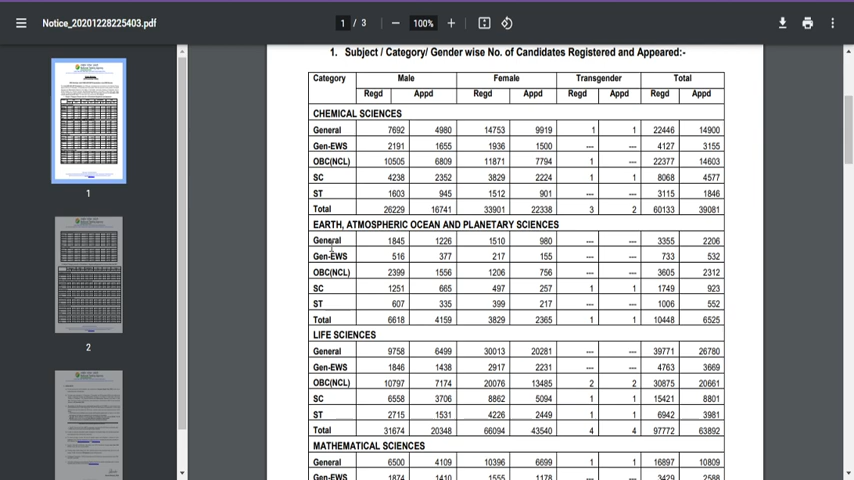 Notice_20201228225403.pdf 1 / 3 100%
1. Subject / Category/ Gender wise No. of Candidates Registered and Appeared:-
Category Male Female Transgender Total
Regd Appd Regd Appd Regd Appd Regd Appd
CHEMICAL SCIENCES
General 7692 4980 14753 9919 1 1 22446 14900
Gen-EWS 2191 1655 1936 1500 --- --- 4127 3155
OBC(NCL) 10505 6809 11871 7794 1 --- 22377 14603
SC 4238 2352 3829 2224 1 1 8068 4577
ST 1603 945 1512 901 --- --- 3115 1846
Total 26229 16741 33901 22338 3 2 60133 39081
EARTH, ATMOSPHERIC OCEAN AND PLANETARY SCIENCES
General 1845 1226 1510 980 --- --- 3355 2206
Gen-EWS 516 377 217 155 --- --- 733 532
OBC(NCL) 2399 1556 1206 756 --- --- 3605 2312
SC 1251 665 497 257 1 1 1749 923
ST 607 335 399 217 --- --- 1006 552
Total 6618 4159 3829 2365 1 1 10448 6525
LIFE SCIENCES
General 9758 6499 30013 20281 --- --- 39771 26780
Gen-EWS 1846 1438 2917 2231 --- --- 4763 3669
OBC(NCL) 10797 7174 20076 13485 2 2 30875 20661
SC 6558 3706 8862 5094 1 1 15421 8801
ST 2715 1531 4226 2449 1 1 6942 3981
Total 31674 20348 66094 43540 4 4 97772 63892
MATHEMATICAL SCIENCES
General 6500 4109 10396 6699 1 1 16897 10809
Gen-EWS 1874 1410 1555 1178 --- --- 3429 2588
1
2